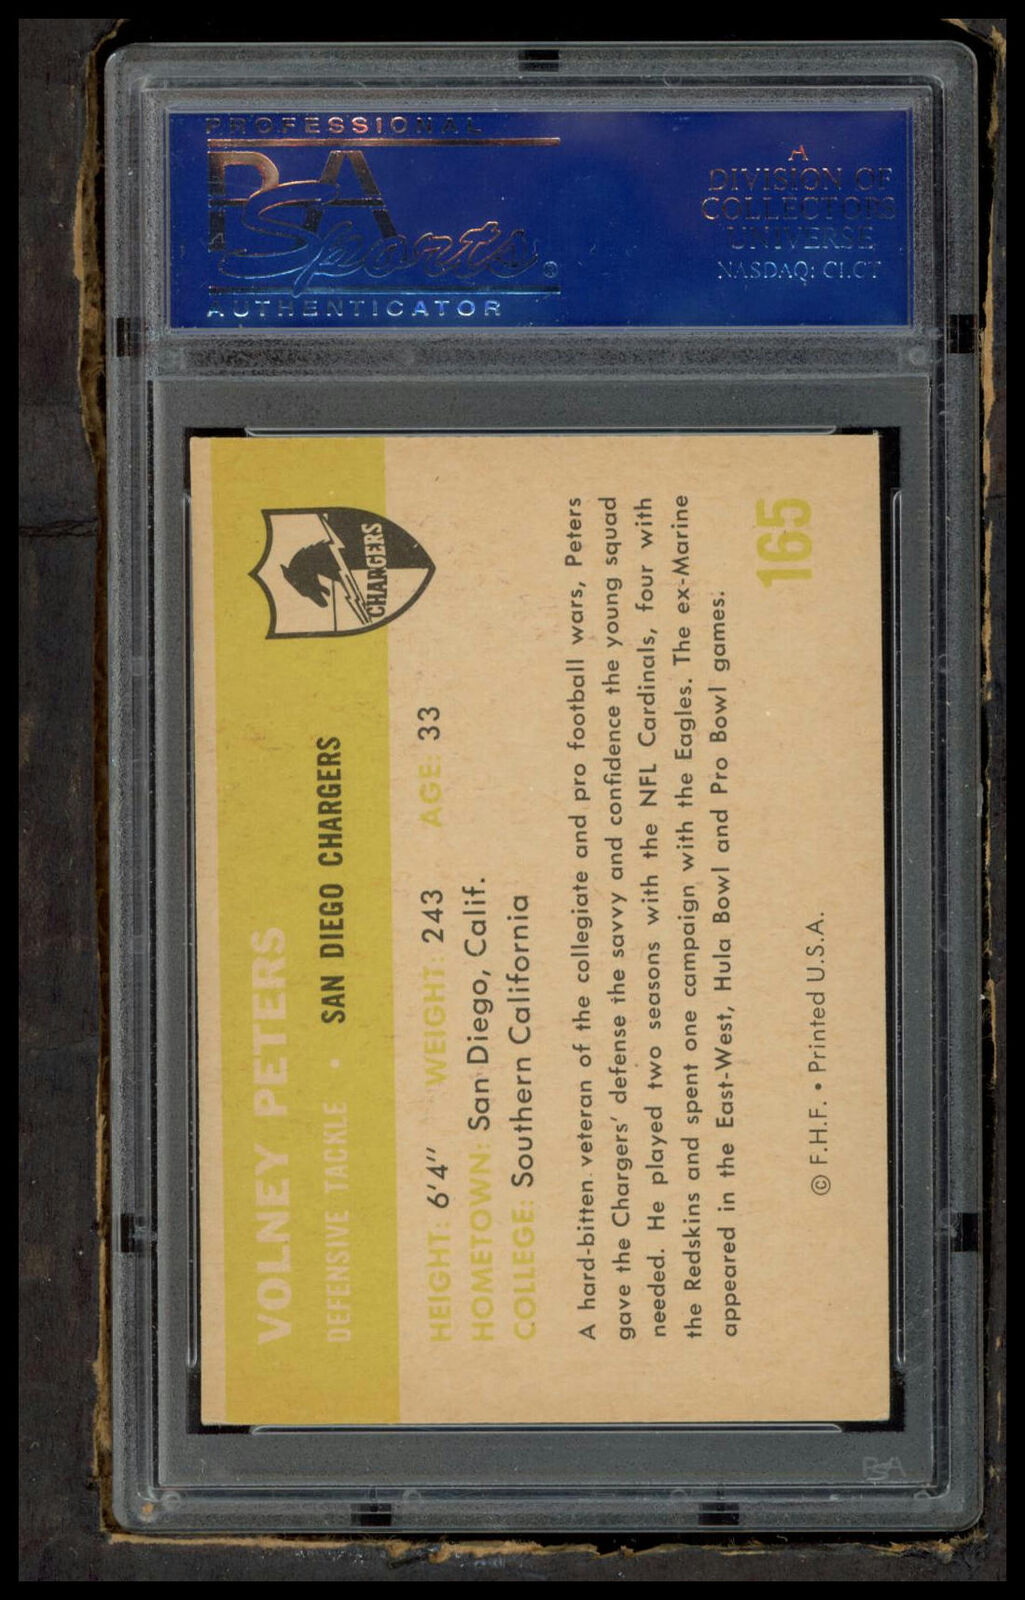 PROFESSIONAL
PSA
Sports®
AUTHENTICATOR
A
DIVISION OF
COLLECTORS
UNIVERSE
NASDAQ: CLCT
VOLNEY PETERS
DEFENSIVE TACKLE • SAN DIEGO CHARGERS
CHARGERS
HEIGHT: 6'4" WEIGHT: 243 AGE: 33
HOMETOWN: San Diego, Calif.
COLLEGE: Southern California
A hard-bitten veteran of the collegiate and pro football wars, Peters
gave the Chargers' defense the savvy and confidence the young squad
needed. He played two seasons with the NFL Cardinals, four with
the Redskins and spent one campaign with the Eagles. The ex-Marine
appeared in the East-West, Hula Bowl and Pro Bowl games.
165
© F.H.F. • Printed U.S.A.
PSA